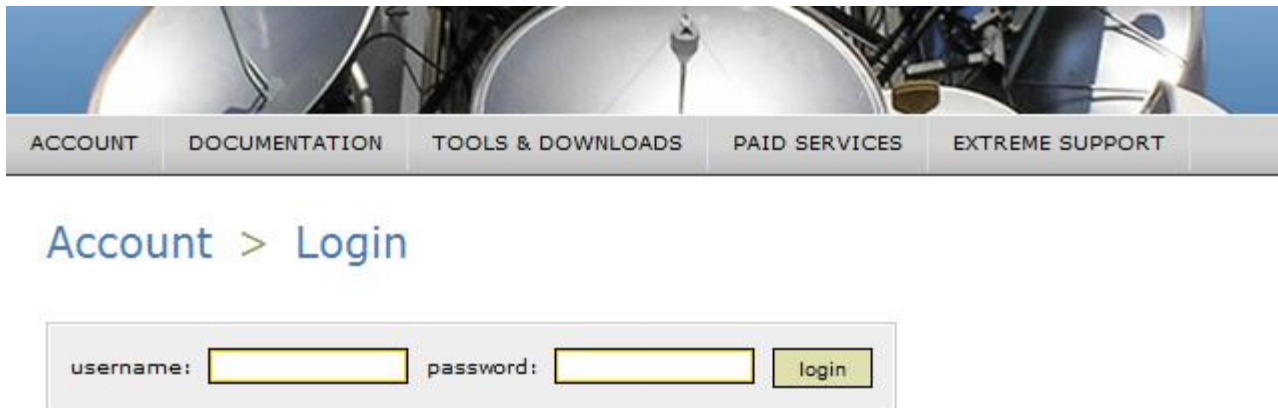 ACCOUNT DOCUMENTATION TOOLS & DOWNLOADS PAID SERVICES EXTREME SUPPORT
Account > Login
username: password: login